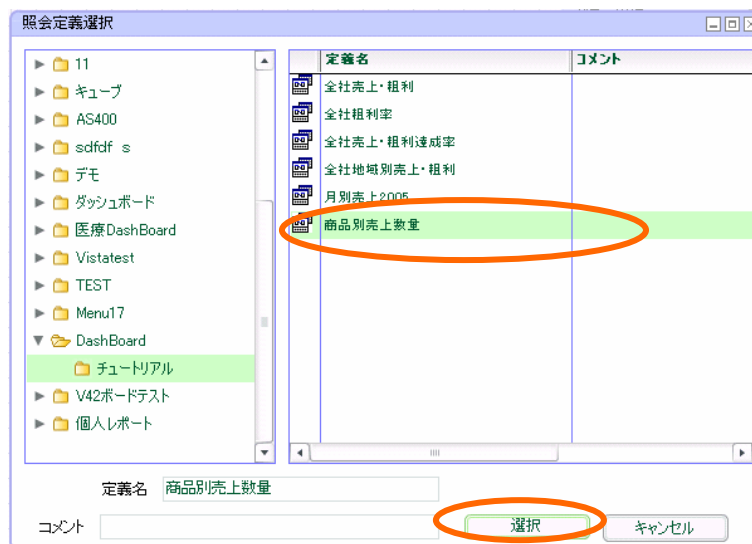 照会定義選択
11
キューブ
AS400
sdfdf s
デモ
ダッシュボード
医療DashBoard
Vistatest
TEST
Menu17
DashBoard
チュートリアル
V42ボードテスト
個人レポート
定義名 コメント
全社売上・粗利
全社粗利率
全社売上・粗利達成率
全社地域別売上・粗利
月別売上2005
商品別売上数量
定義名 商品別売上数量
コメント 選択 キャンセル